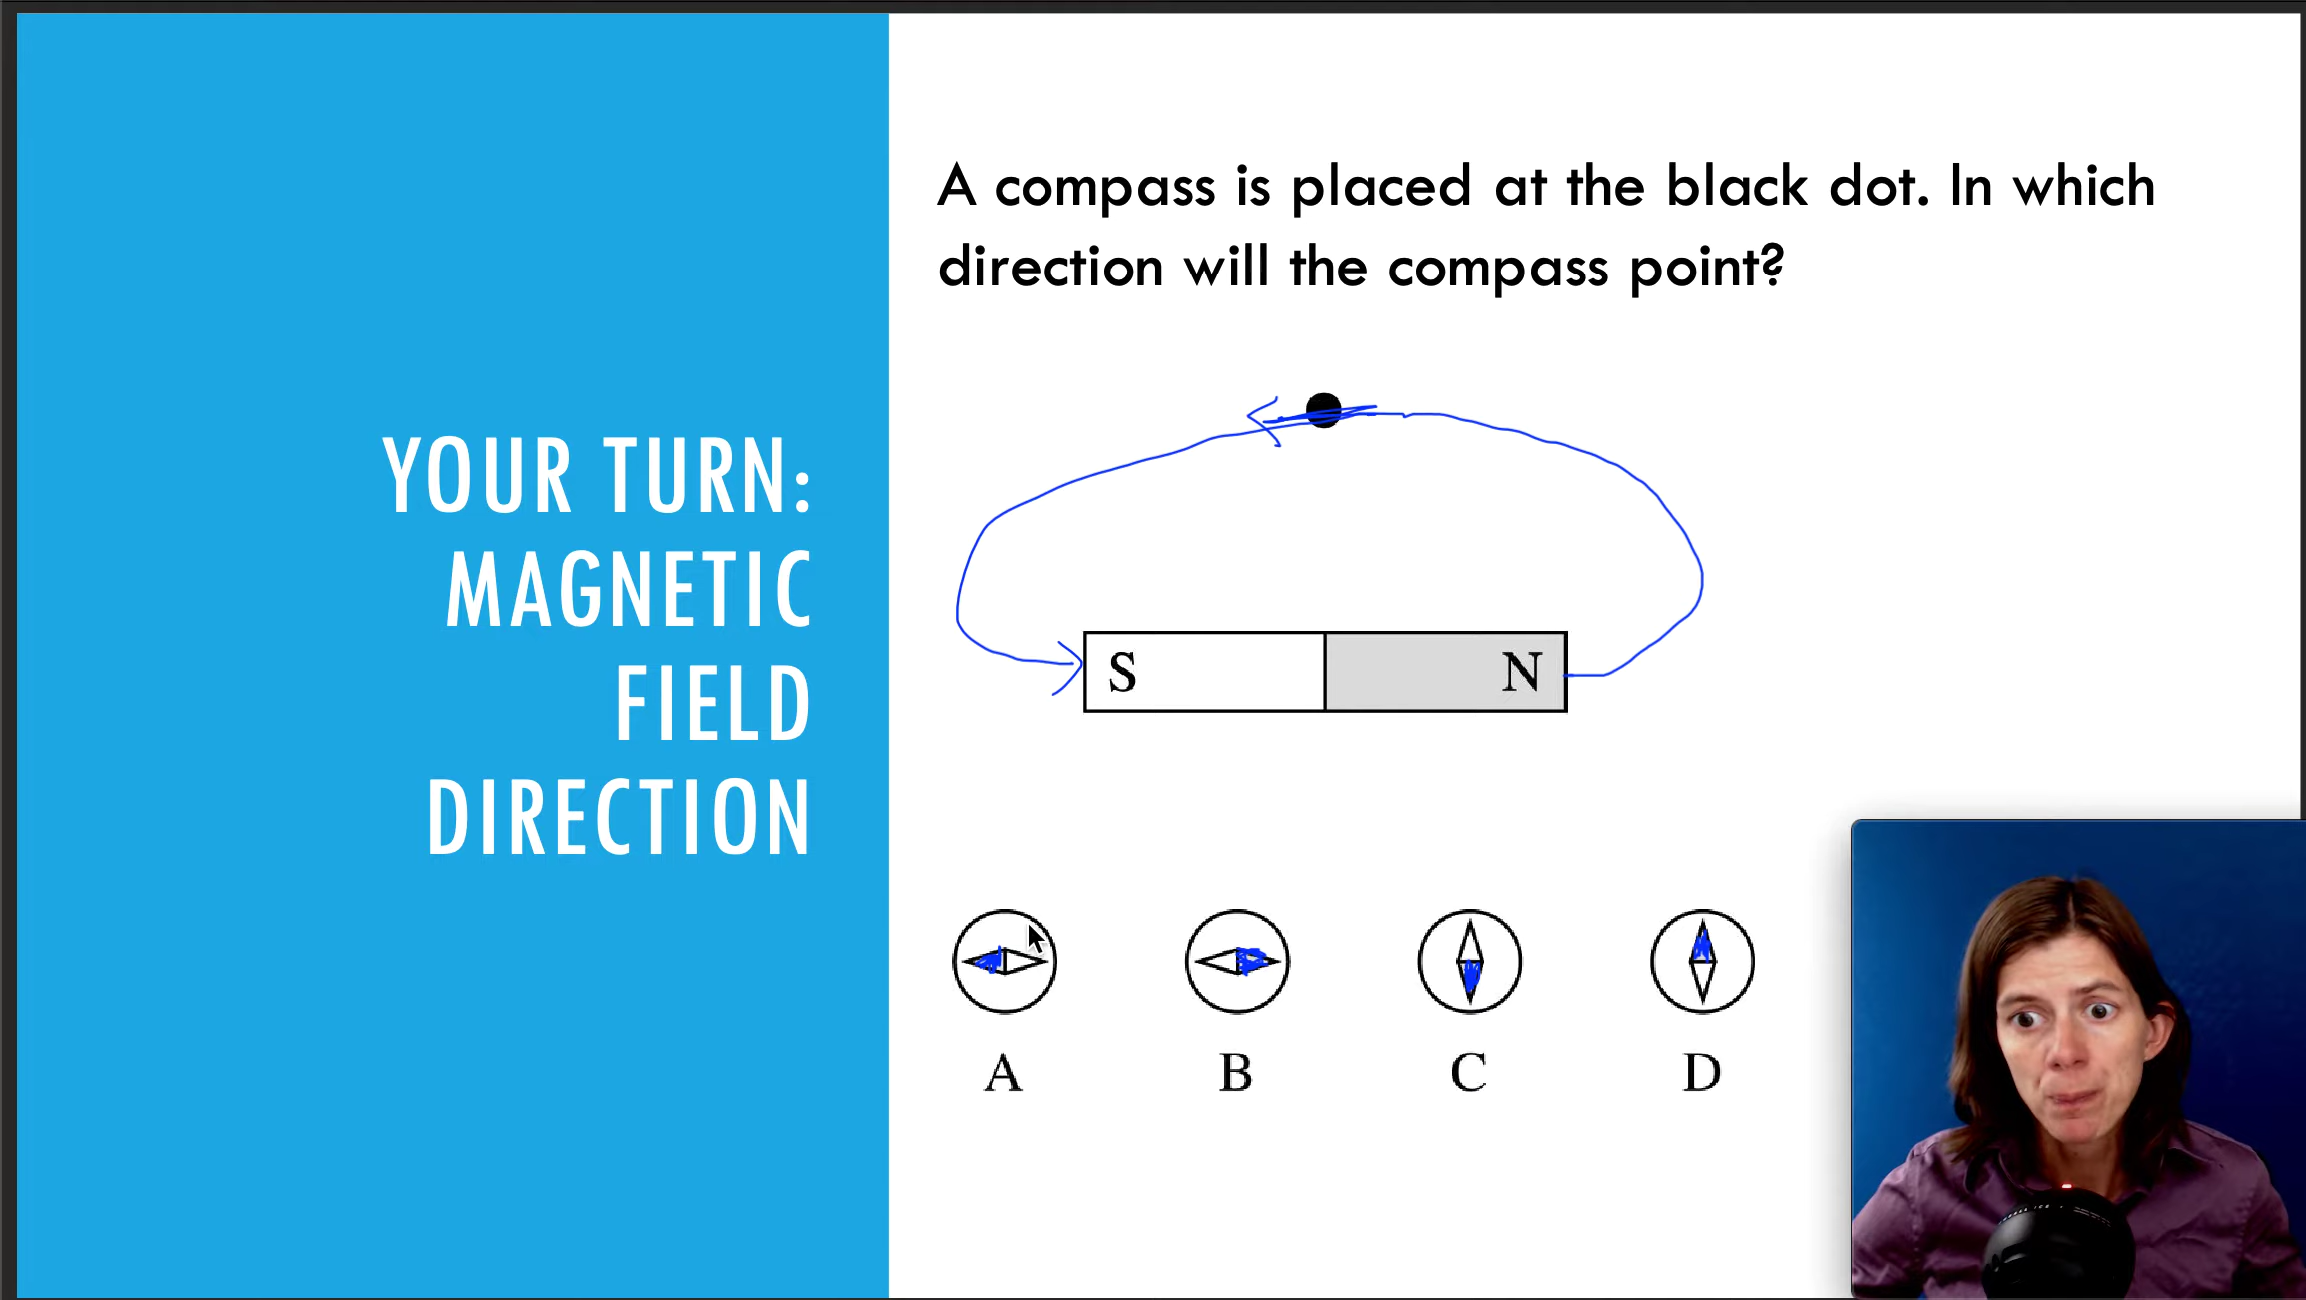 YOUR TURN:
MAGNETIC
FIELD
DIRECTION
A compass is placed at the black dot. In which
direction will the compass point?
S N
A B C D